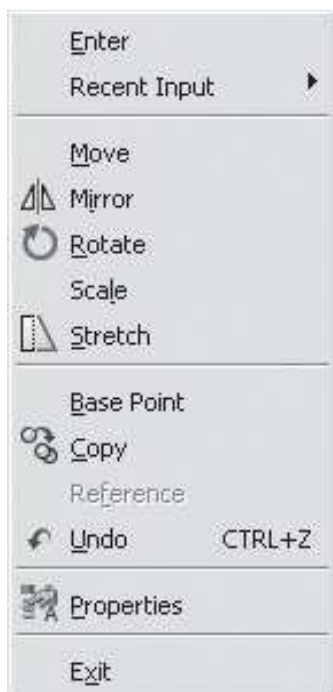 Enter
Recent Input
Move
Mirror
Rotate
Scale
Stretch
Base Point
Copy
Reference
Undo CTRL+Z
Properties
Exit